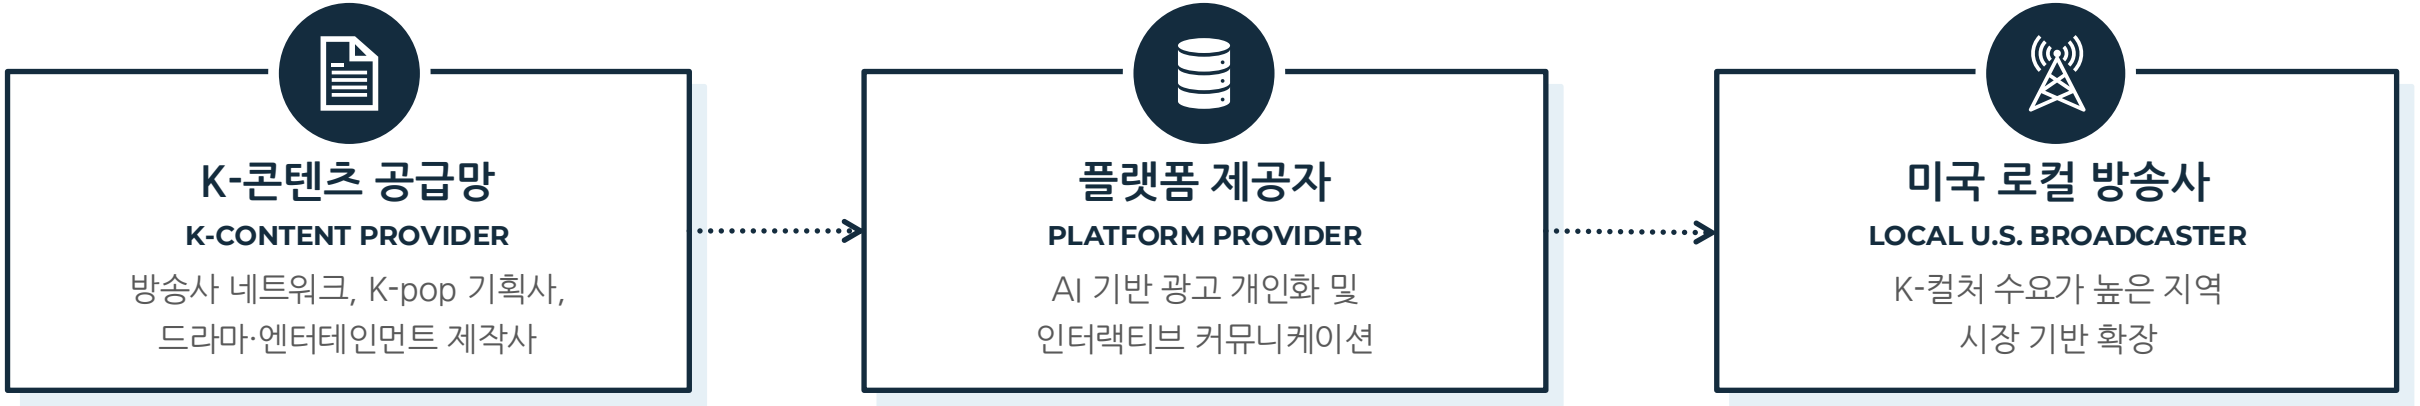 K-콘텐츠 공급망
K-CONTENT PROVIDER
방송사 네트워크, K-pop 기획사,
드라마·엔터테인먼트 제작사
플랫폼 제공자
PLATFORM PROVIDER
AI 기반 광고 개인화 및
인터랙티브 커뮤니케이션
미국 로컬 방송사
LOCAL U.S. BROADCASTER
K-컬처 수요가 높은 지역
시장 기반 확장